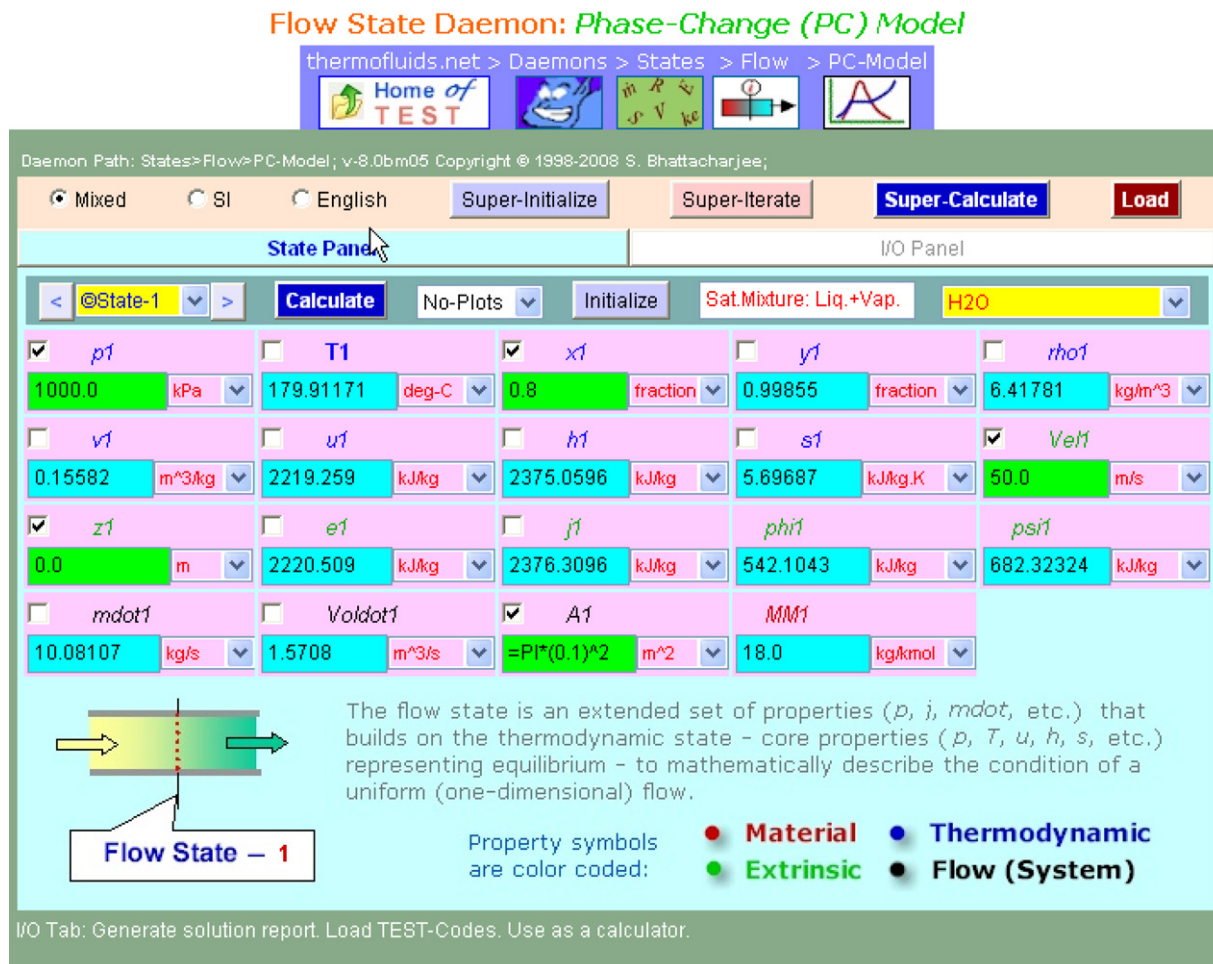 Flow State Daemon: Phase-Change (PC) Model
thermofluids.net > Daemons > States > Flow > PC-Model
Home of
TEST
ṁ R
S V ke
Daemon Path: States>Flow>PC-Model; v-8.0bm05 Copyright © 1998-2008 S. Bhattacharjee;
Mixed SI English Super-Initialize Super-Iterate Super-Calculate Load
State Panel I/O Panel
< ©State-1 > Calculate No-Plots Initialize Sat.Mixture: Liq.+Vap. H2O
p1 T1 x1 y1 rho1
1000.0 kPa 179.91171 deg-C 0.8 fraction 0.99855 fraction 6.41781 kg/m^3
v1 u1 h1 s1 Vel1
0.15582 m^3/kg 2219.259 kJ/kg 2375.0596 kJ/kg 5.69687 kJ/kg.K 50.0 m/s
z1 e1 j1 phi1 psi1
0.0 m 2220.509 kJ/kg 2376.3096 kJ/kg 542.1043 kJ/kg 682.32324 kJ/kg
mdot1 Voldot1 A1 MM1
10.08107 kg/s 1.5708 m^3/s =PI*(0.1)^2 m^2 18.0 kg/kmol
The flow state is an extended set of properties (p, j, mdot, etc.) that
builds on the thermodynamic state – core properties (p, T, u, h, s, etc.)
representing equilibrium – to mathematically describe the condition of a
uniform (one-dimensional) flow.
Flow State – 1
Property symbols
are color coded:
Material Thermodynamic
Extrinsic Flow (System)
I/O Tab: Generate solution report. Load TEST-Codes. Use as a calculator.